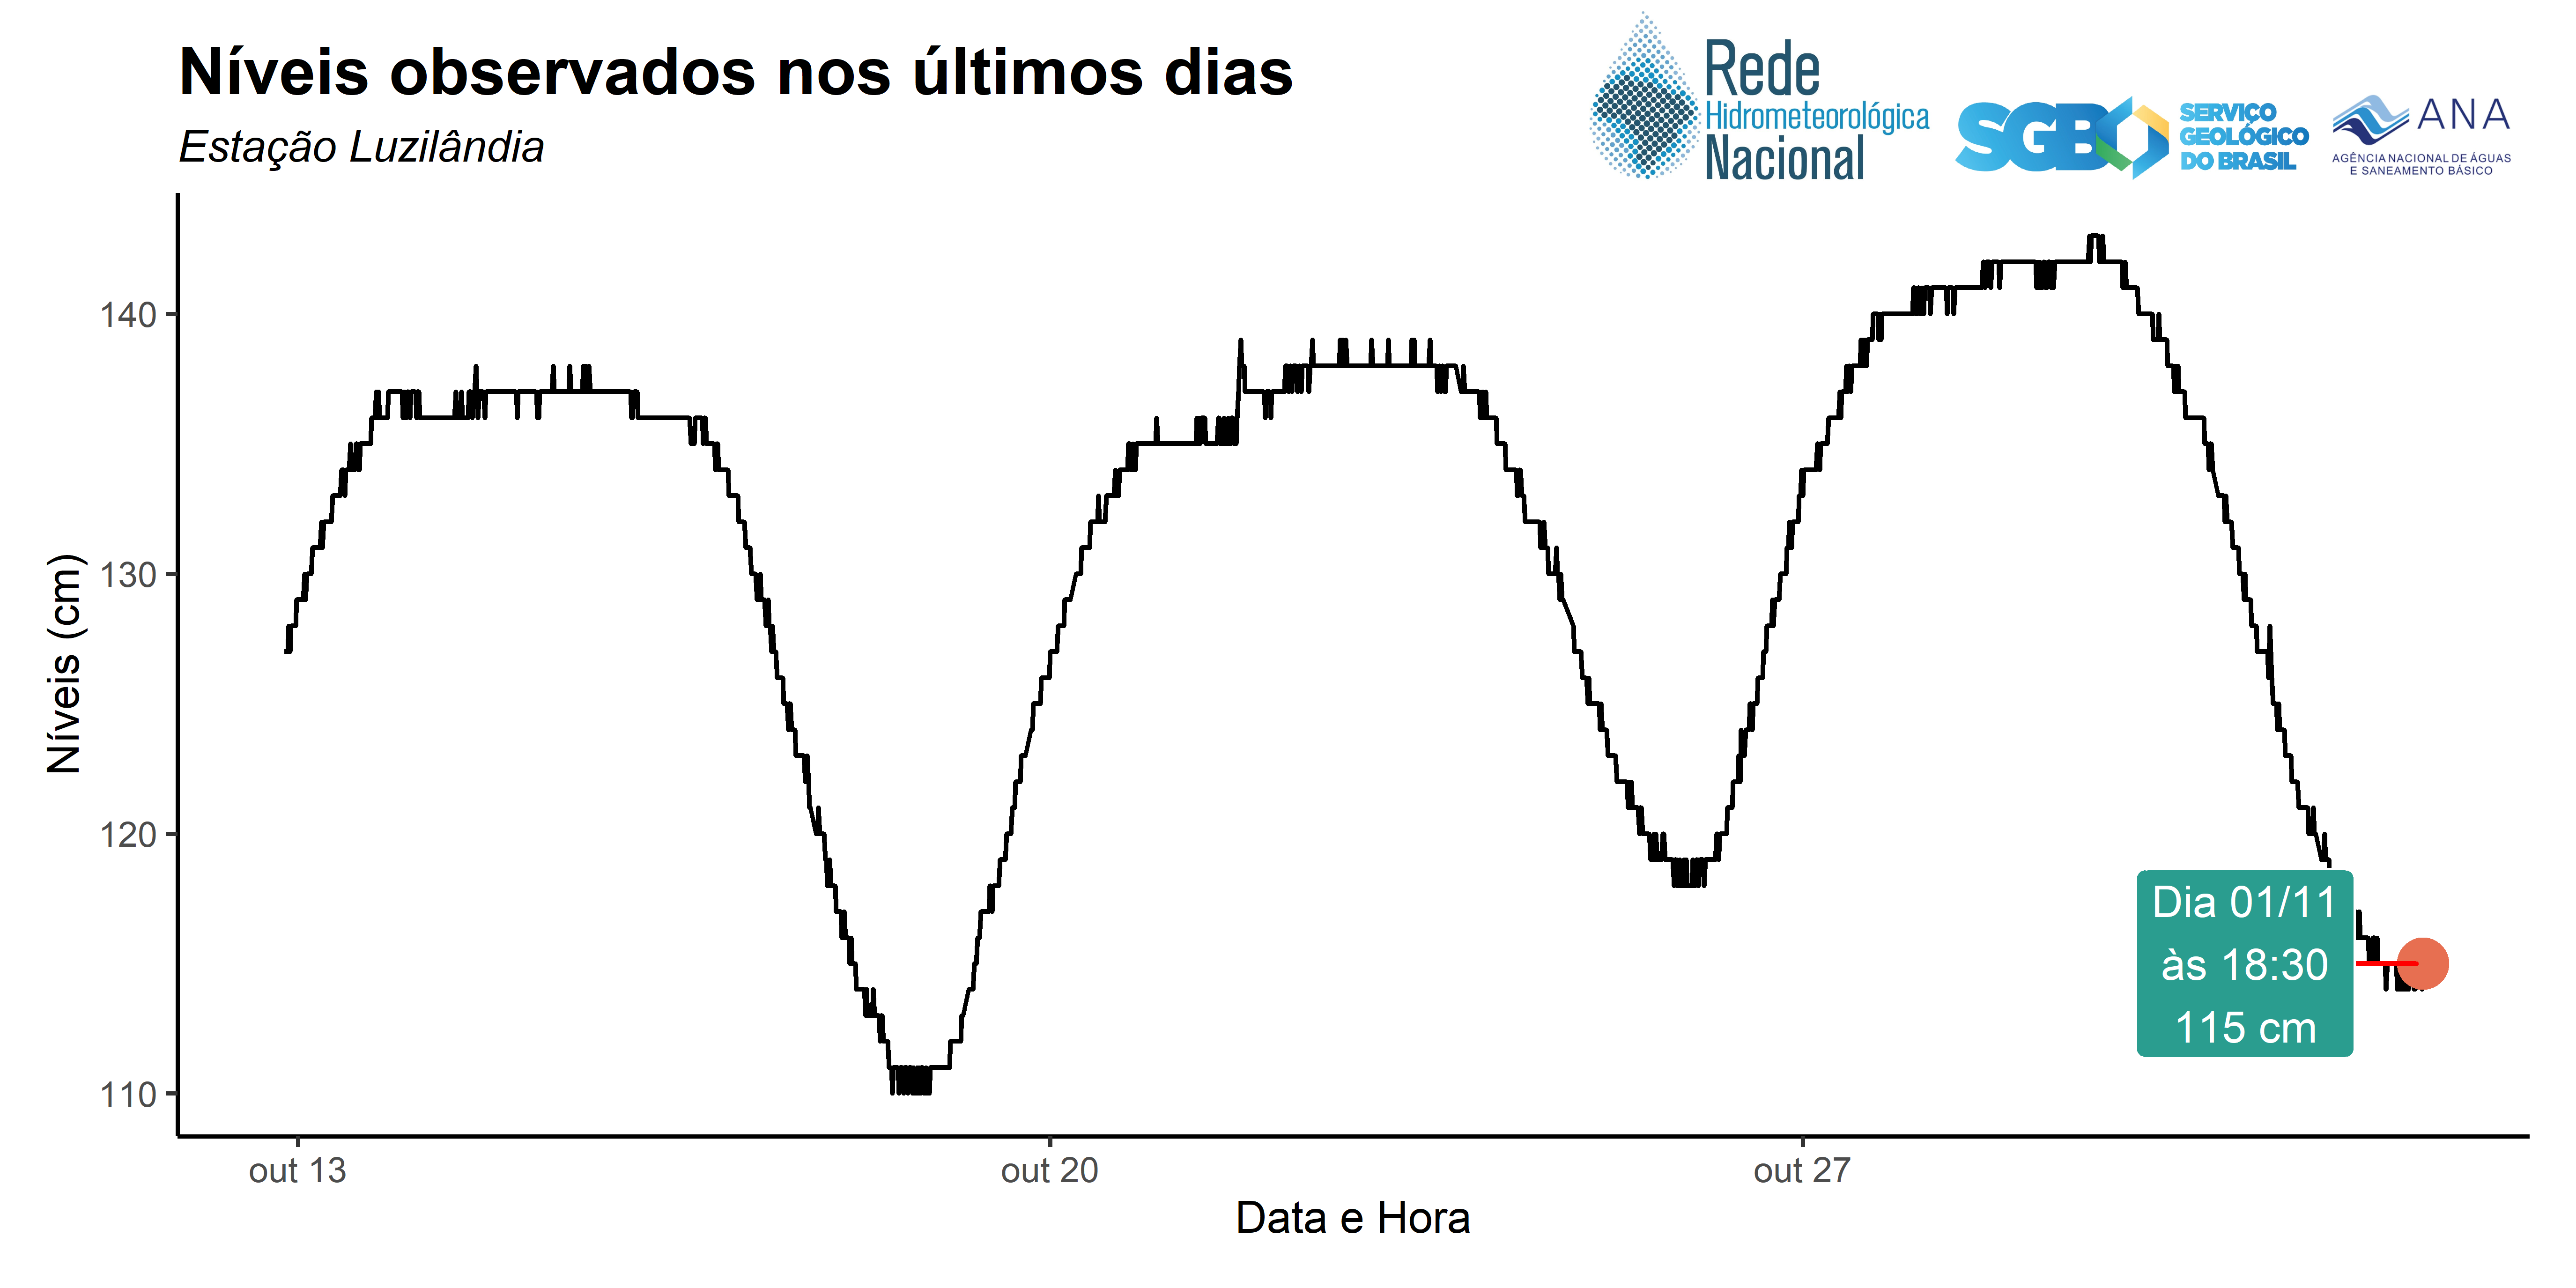 Níveis observados nos últimos dias
Estação Luzilândia
Rede
Hidrometeorológica
Nacional
SGB
SERVIÇO
GEOLÓGICO
DO BRASIL
ANA
AGÊNCIA NACIONAL DE ÁGUAS
E SANEAMENTO BÁSICO
Níveis (cm)
140
130
120
110
Dia 01/11
às 18:30
115 cm
out 13
out 20
out 27
Data e Hora